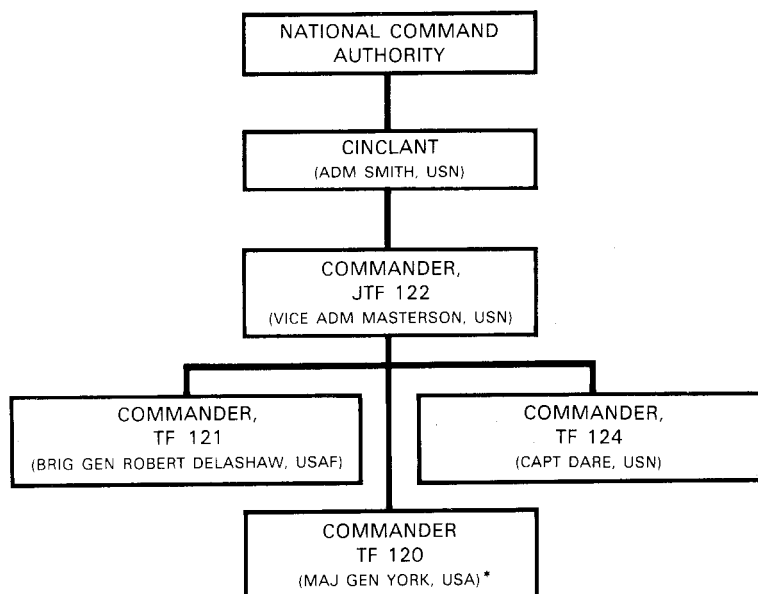 NATIONAL COMMAND
AUTHORITY
CINCLANT
(ADM SMITH, USN)
COMMANDER,
JTF 122
(VICE ADM MASTERSON, USN)
COMMANDER,
TF 121
(BRIG GEN ROBERT DELASHAW, USAF)
COMMANDER,
TF 124
(CAPT DARE, USN)
COMMANDER
TF 120
(MAJ GEN YORK, USA)*